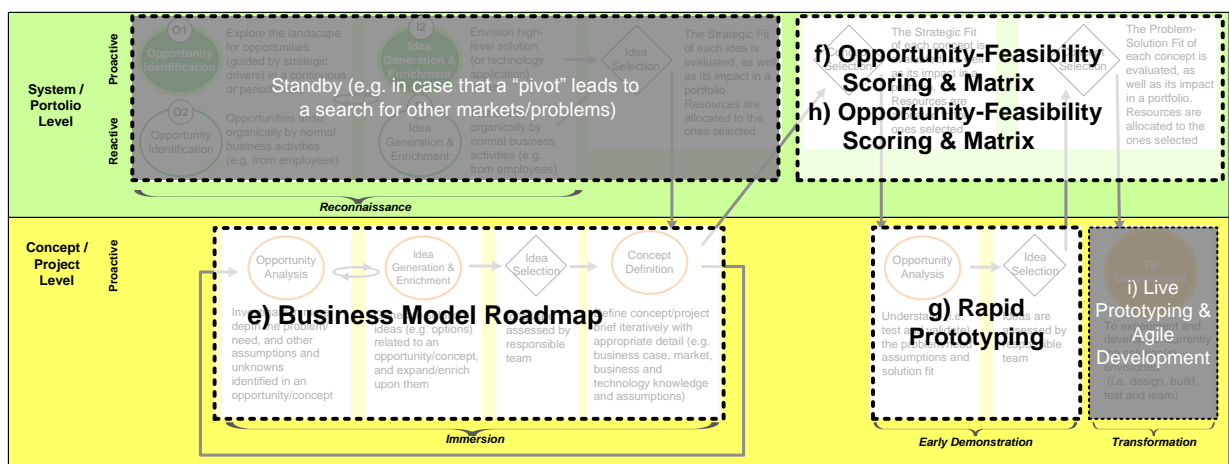 System /
Portolio
Level
Proactive
Reactive
O1
Opportunity
Identification
Explore the landscape
for opportunities
(guided by strategic
drivers) in a continuous
or period
I2
Idea
Generation &
Enrichment
Envision high-
level solution
(or technology
application)
Idea
Selection
The Strategic Fit
of each idea is
evaluated, as well
as its impact in a
portfolio.
Resources are
allocated to the
ones selected
Standby (e.g. in case that a "pivot" leads to
a search for other markets/problems)
O2
Opportunity
Identification
Opportunities
organically by normal
business activities
(e.g. from employees)
Idea
Generation &
Enrichment
organically by
normal business
activities (e.g.
from employees)
Reconnaissance
The Strategic Fit
of each concept is
as its impact in a
portfolio.
Resources are
ones selected
Selection
The Problem-
Solution Fit of
each concept is
evaluated, as
well as its impact
in a portfolio.
Resources are
allocated to the
ones selected
f) Opportunity-Feasibility
Scoring & Matrix
h) Opportunity-Feasibility
Scoring & Matrix
Concept /
Project
Level
Proactive
Opportunity
Analysis
Idea
Generation &
Enrichment
Idea
Selection
Concept
Definition
e) Business Model Roadmap
depth the problem/
need, and other
assumptions and
unknowns
identified in an
opportunity/concept
ideas (e.g. options)
related to an
opportunity/concept,
and expand/enrich
upon them
assessed by
responsible
team
Define concept/project
brief iteratively with
appropriate detail (e.g.
business case, market,
business and
technology knowledge
and assumptions)
Immersion
Opportunity
Analysis
Idea
Selection
g) Rapid
Prototyping
test and validate)
the problem/need
assumptions and
solution fit
Ideas are
assessed by
responsible
team
Early Demonstration
To
i) Live
Prototyping &
Agile
Development
envisioned
(i.e. design, build,
test and learn)
Transformation